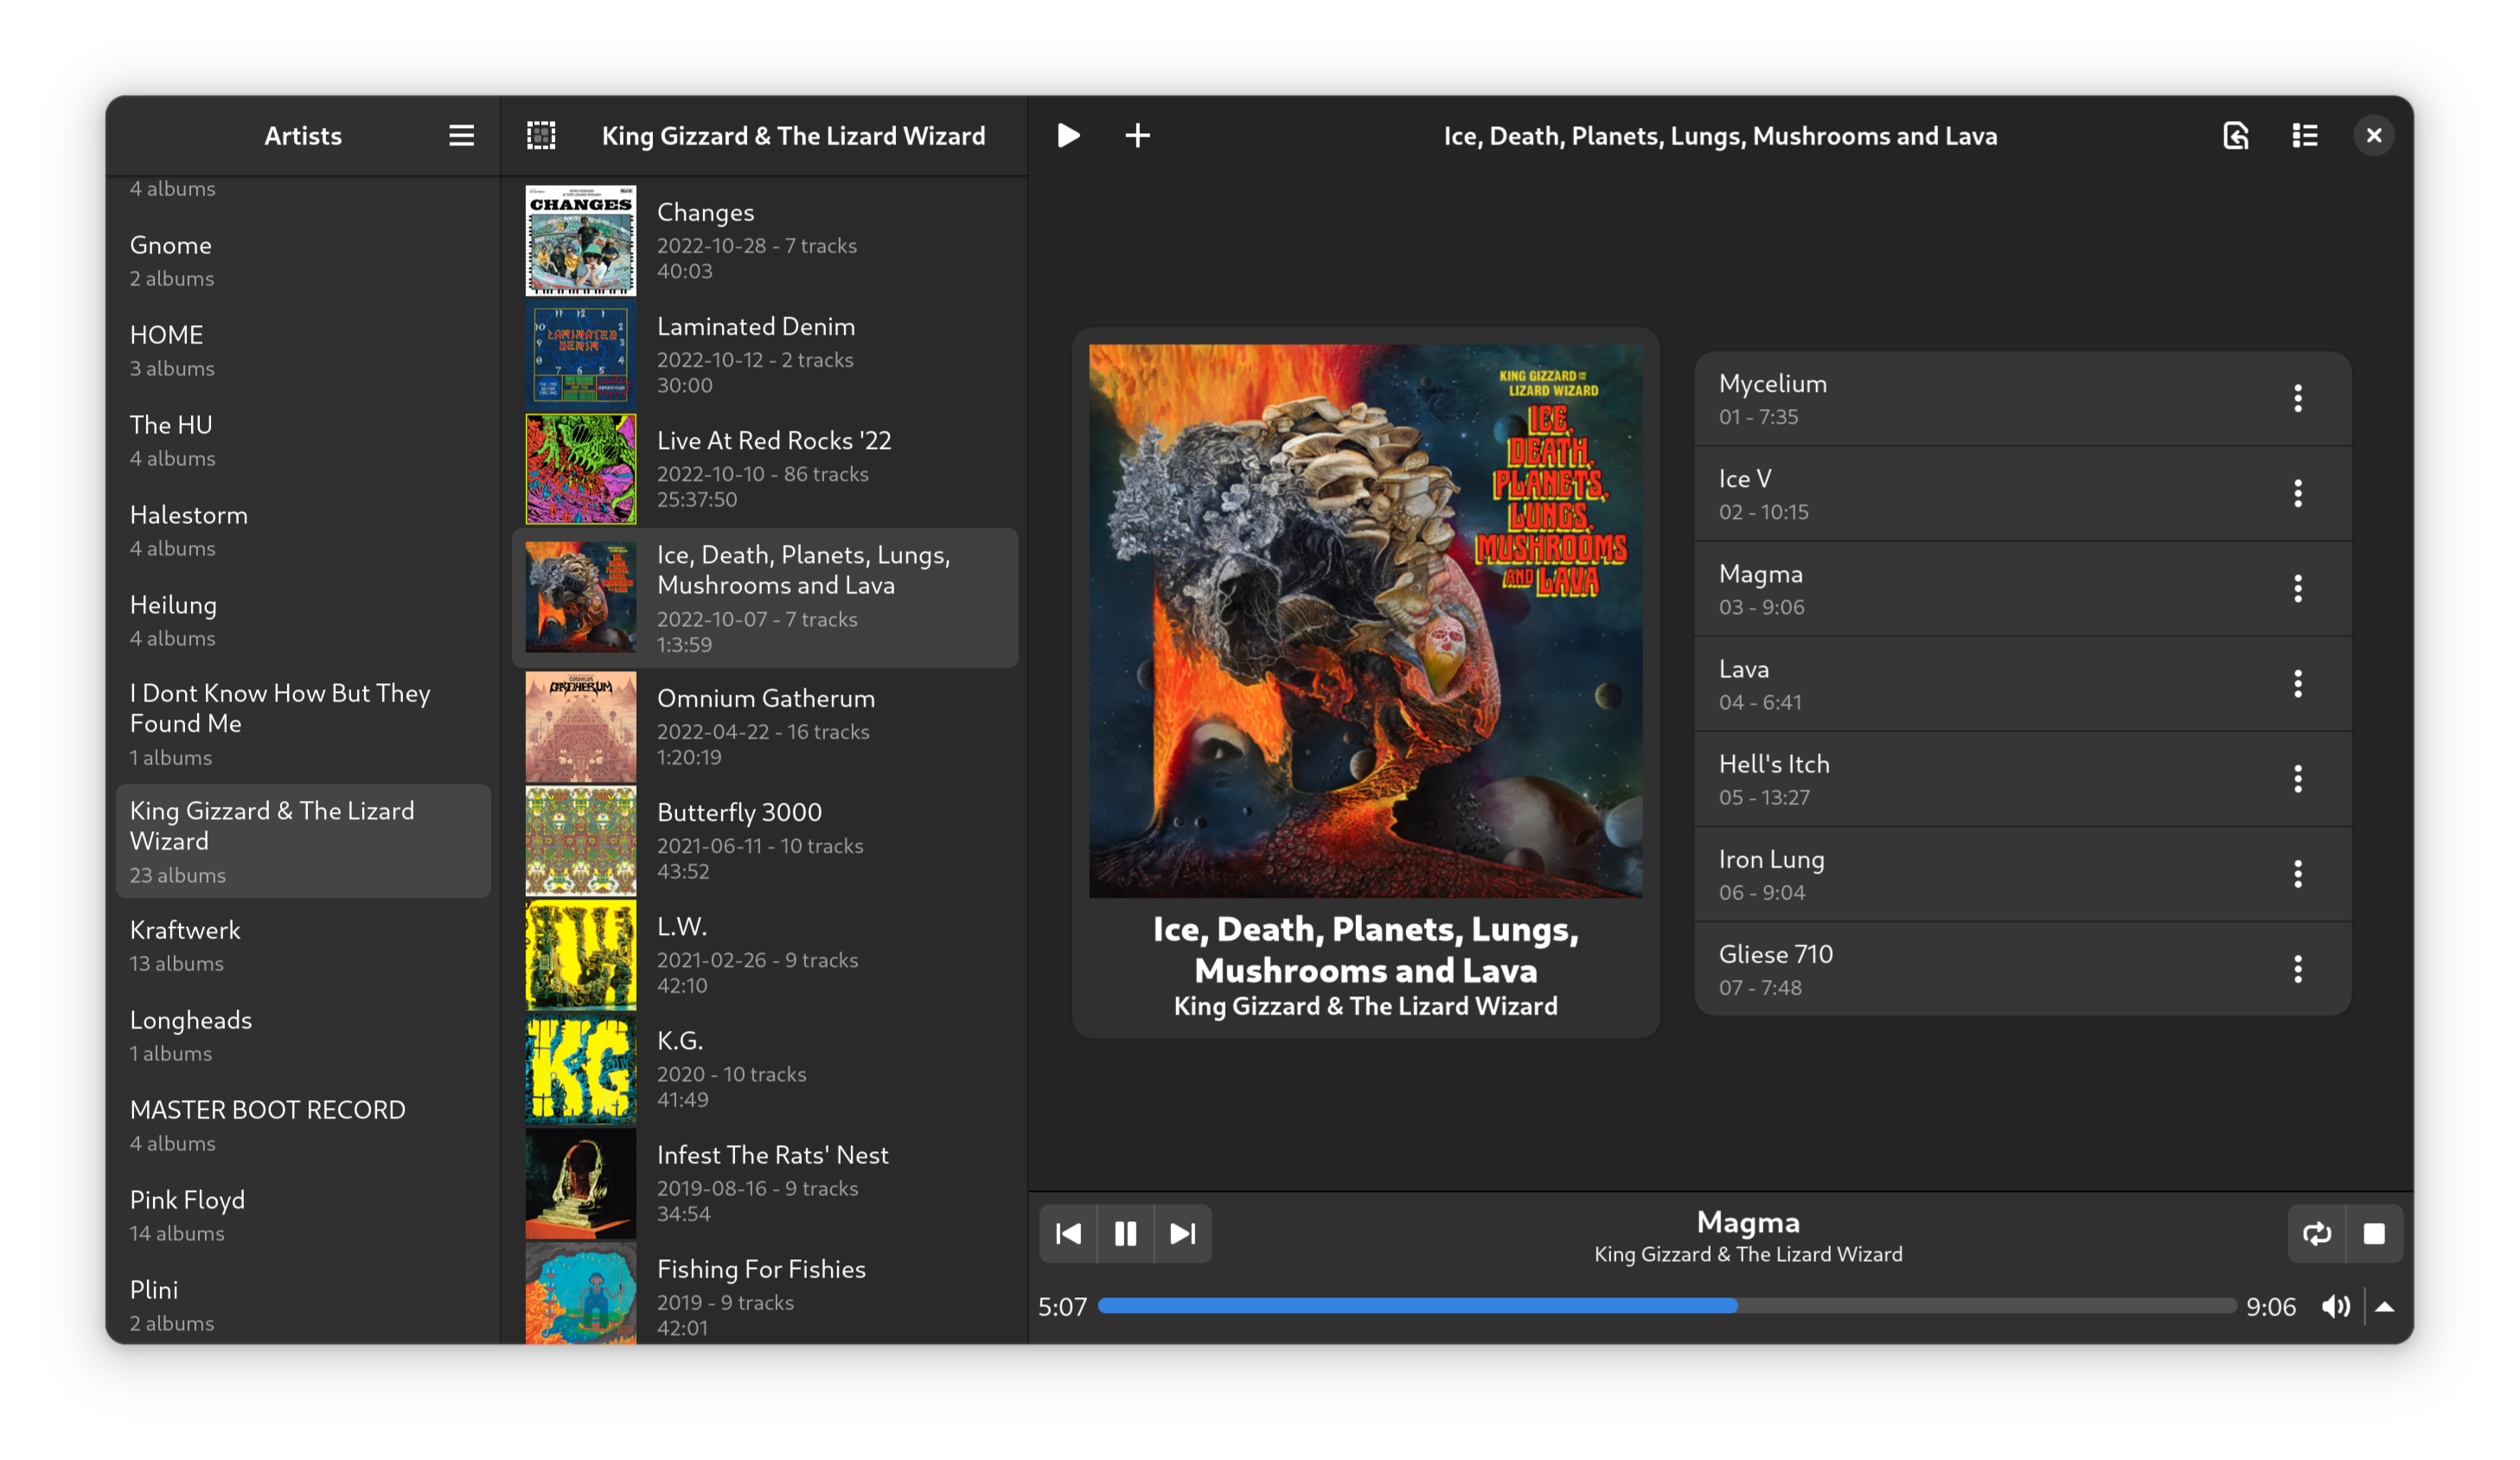 Artists
4 albums
Gnome
2 albums
HOME
3 albums
The HU
4 albums
Halestorm
4 albums
Heilung
4 albums
I Dont Know How But They
Found Me
1 albums
King Gizzard & The Lizard
Wizard
23 albums
Kraftwerk
13 albums
Longheads
1 albums
MASTER BOOT RECORD
4 albums
Pink Floyd
14 albums
Plini
2 albums
King Gizzard & The Lizard Wizard
CHANGES
Changes
2022-10-28 - 7 tracks
40:03
LAMINATED
DENIM
Laminated Denim
2022-10-12 - 2 tracks
30:00
Live At Red Rocks '22
2022-10-10 - 86 tracks
25:37:50
Ice, Death, Planets, Lungs,
Mushrooms and Lava
2022-10-07 - 7 tracks
1:3:59
Omnium Gatherum
2022-04-22 - 16 tracks
1:20:19
Butterfly 3000
2021-06-11 - 10 tracks
43:52
LW
L.W.
2021-02-26 - 9 tracks
42:10
KG
K.G.
2020 - 10 tracks
41:49
Infest The Rats' Nest
2019-08-16 - 9 tracks
34:54
Fishing For Fishies
2019 - 9 tracks
42:01
Ice, Death, Planets, Lungs, Mushrooms and Lava
KING GIZZARD AND THE
LIZARD WIZARD
ICE,
DEATH,
PLANETS,
LUNGS,
MUSHROOMS
AND LAVA
Ice, Death, Planets, Lungs,
Mushrooms and Lava
King Gizzard & The Lizard Wizard
Mycelium
01 - 7:35
Ice V
02 - 10:15
Magma
03 - 9:06
Lava
04 - 6:41
Hell's Itch
05 - 13:27
Iron Lung
06 - 9:04
Gliese 710
07 - 7:48
Magma
King Gizzard & The Lizard Wizard
5:07
9:06